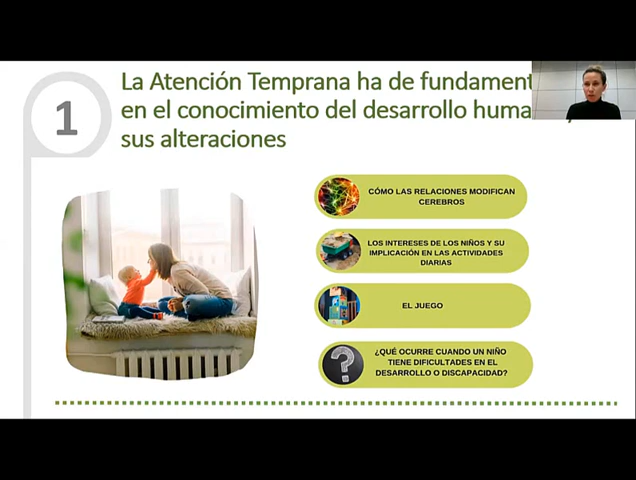 1
La Atención Temprana ha de fundament
en el conocimiento del desarrollo huma
sus alteraciones
CÓMO LAS RELACIONES MODIFICAN
CEREBROS
LOS INTERESES DE LOS NIÑOS Y SU
IMPLICACIÓN EN LAS ACTIVIDADES
DIARIAS
EL JUEGO
¿QUÉ OCURRE CUANDO UN NIÑO
TIENE DIFICULTADES EN EL
DESARROLLO O DISCAPACIDAD?